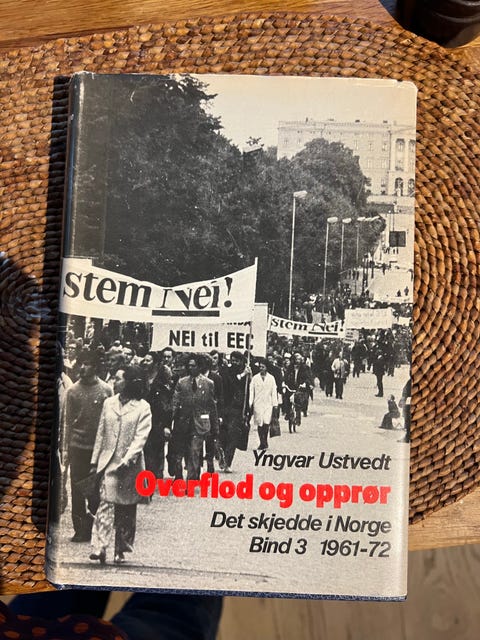 stem Nei!
NEI til EEC
stem Nei!
Yngvar Ustvedt
Overflod og opprør
Det skjedde i Norge
Bind 3 1961-72